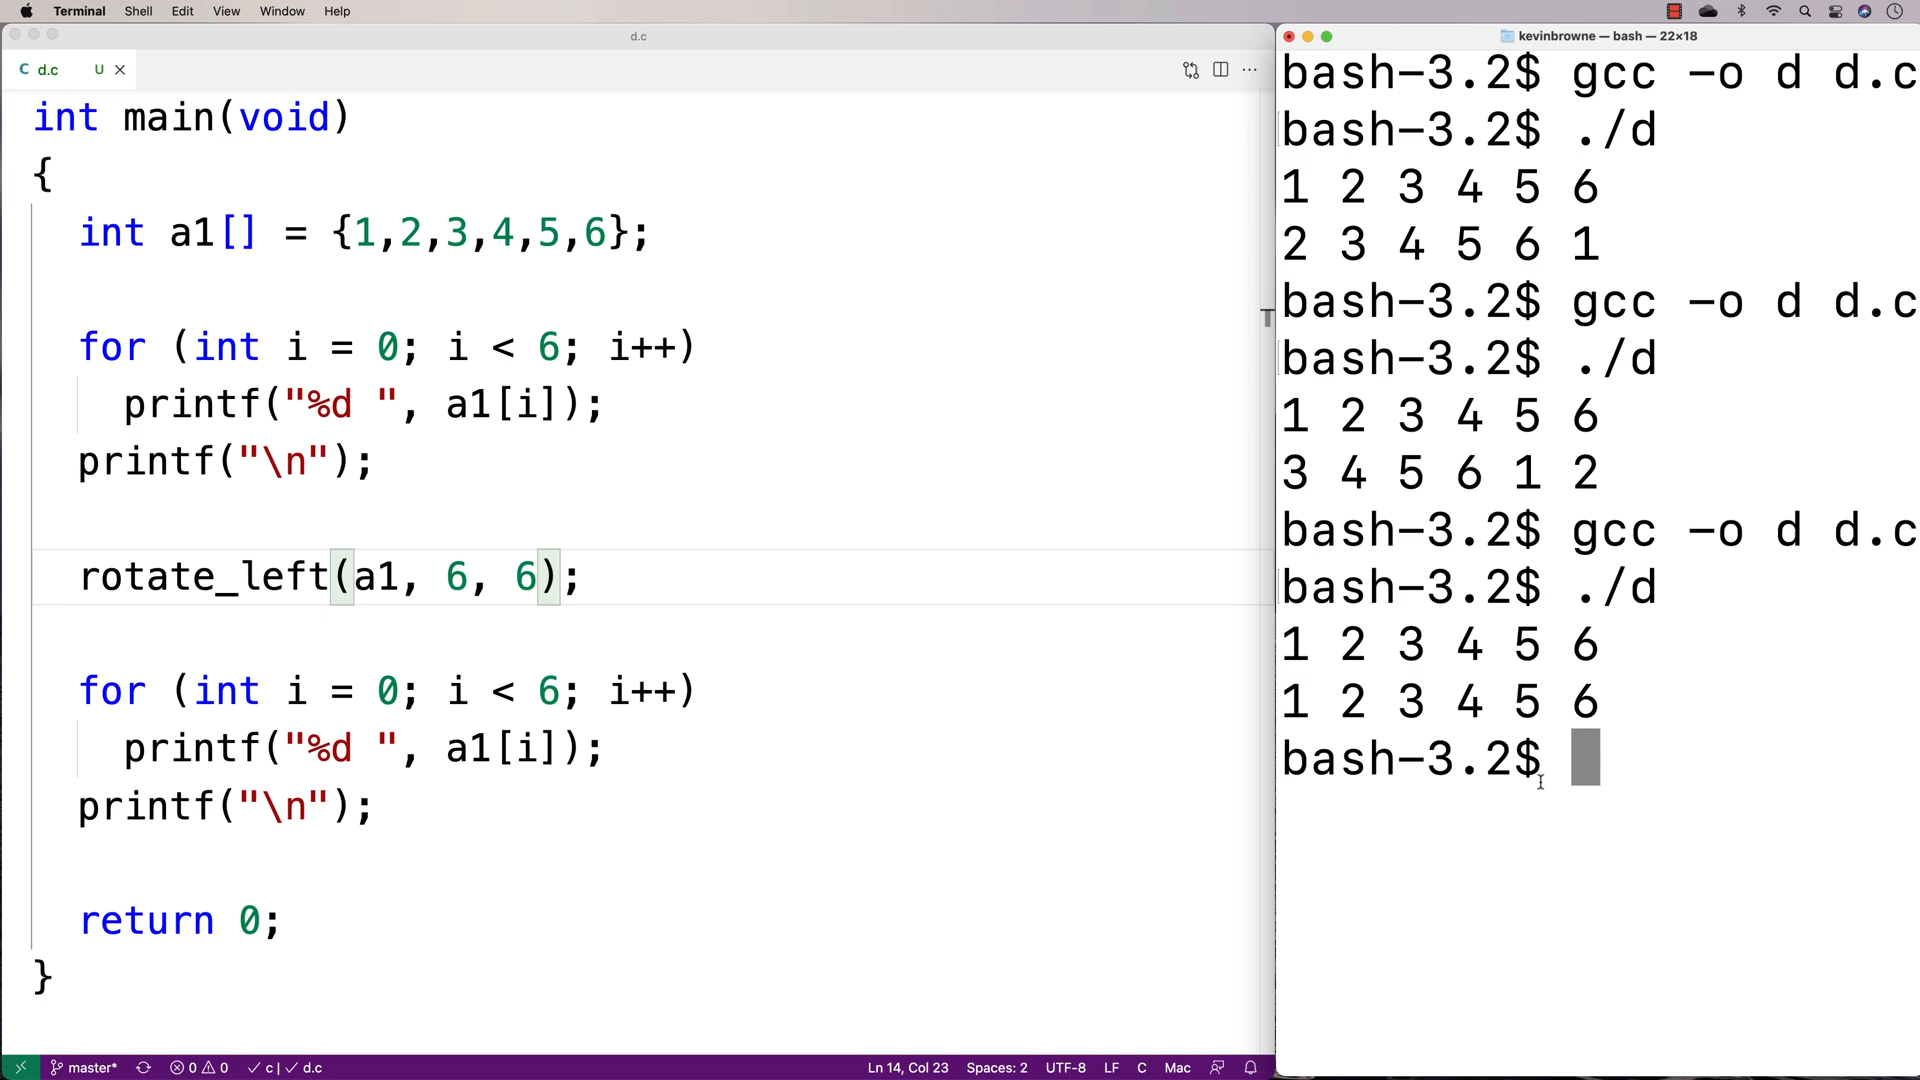 Terminal Shell Edit View Window Help
d.c
C d.c U
int main(void)
{
int a1[] = {1,2,3,4,5,6};
for (int i = 0; i < 6; i++)
printf("%d ", a1[i]);
printf("\n");
rotate_left(a1, 6, 6);
for (int i = 0; i < 6; i++)
printf("%d ", a1[i]);
printf("\n");
return 0;
}
master* 0 0 c | d.c Ln 14, Col 23 Spaces: 2 UTF-8 LF C Mac
kevinbrowne — bash — 22×18
bash-3.2$ gcc -o d d.c
bash-3.2$ ./d
1 2 3 4 5 6
2 3 4 5 6 1
bash-3.2$ gcc -o d d.c
bash-3.2$ ./d
1 2 3 4 5 6
3 4 5 6 1 2
bash-3.2$ gcc -o d d.c
bash-3.2$ ./d
1 2 3 4 5 6
1 2 3 4 5 6
bash-3.2$